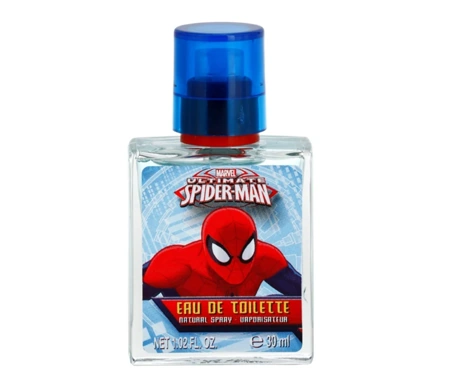 MARVEL
ULTIMATE
SPIDER-MAN
EAU DE TOILETTE
NATURAL SPRAY - VAPORISATEUR
NET 1.02 FL. OZ. e 30 ml